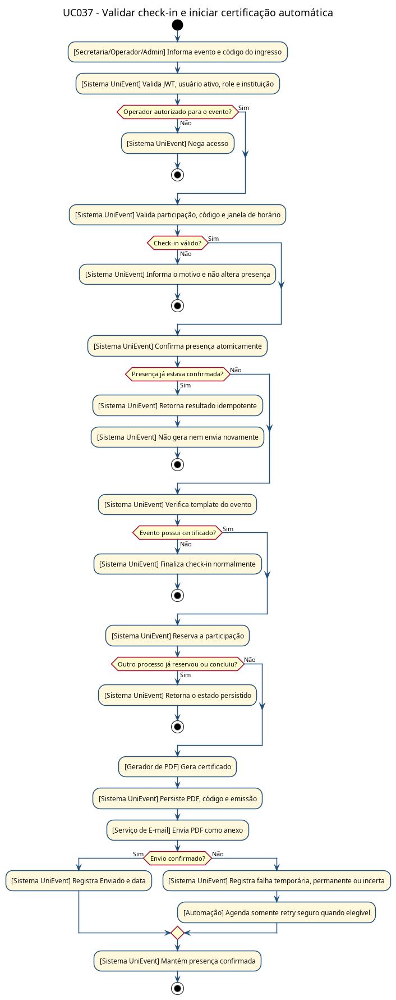 UC037 - Validar check-in e iniciar certificação automática
[Secretaria/Operador/Admin] Informa evento e código do ingresso
[Sistema UniEvent] Valida JWT, usuário ativo, role e instituição
Operador autorizado para o evento?
Sim
Não
[Sistema UniEvent] Nega acesso
[Sistema UniEvent] Valida participação, código e janela de horário
Check-in válido?
Sim
Não
[Sistema UniEvent] Informa o motivo e não altera presença
[Sistema UniEvent] Confirma presença atomicamente
Presença já estava confirmada?
Não
Sim
[Sistema UniEvent] Retorna resultado idempotente
[Sistema UniEvent] Não gera nem envia novamente
[Sistema UniEvent] Verifica template do evento
Evento possui certificado?
Sim
Não
[Sistema UniEvent] Finaliza check-in normalmente
[Sistema UniEvent] Reserva a participação
Outro processo já reservou ou concluiu?
Não
Sim
[Sistema UniEvent] Retorna o estado persistido
[Gerador de PDF] Gera certificado
[Sistema UniEvent] Persiste PDF, código e emissão
[Serviço de E-mail] Envia PDF como anexo
Sim
Envio confirmado?
Não
[Sistema UniEvent] Registra Enviado e data
[Sistema UniEvent] Registra falha temporária, permanente ou incerta
[Automação] Agenda somente retry seguro quando elegível
[Sistema UniEvent] Mantém presença confirmada